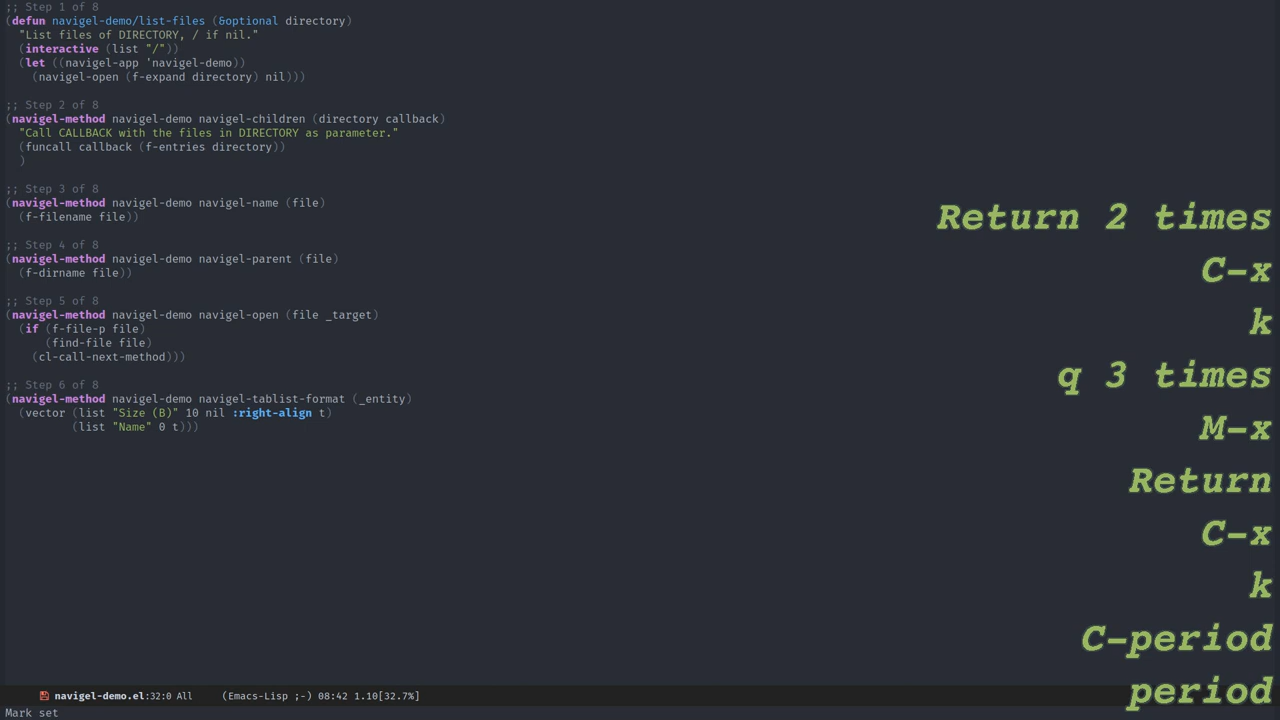 ;; Step 1 of 8
(defun navigel-demo/list-files (&optional directory)
  "List files of DIRECTORY, / if nil."
  (interactive (list "/"))
  (let ((navigel-app 'navigel-demo))
    (navigel-open (f-expand directory) nil)))

;; Step 2 of 8
(navigel-method navigel-demo navigel-children (directory callback)
  "Call CALLBACK with the files in DIRECTORY as parameter."
  (funcall callback (f-entries directory))
  )

;; Step 3 of 8
(navigel-method navigel-demo navigel-name (file)
  (f-filename file))

;; Step 4 of 8
(navigel-method navigel-demo navigel-parent (file)
  (f-dirname file))

;; Step 5 of 8
(navigel-method navigel-demo navigel-open (file _target)
  (if (f-file-p file)
      (find-file file)
    (cl-call-next-method)))

;; Step 6 of 8
(navigel-method navigel-demo navigel-tablist-format (_entity)
  (vector (list "Size (B)" 10 nil :right-align t)
          (list "Name" 0 t)))
Return 2 times
C-x
k
q 3 times
M-x
Return
C-x
k
C-period
period
navigel-demo.el:32:0 All (Emacs-Lisp ;-) 08:42 1.10[32.7%]
Mark set